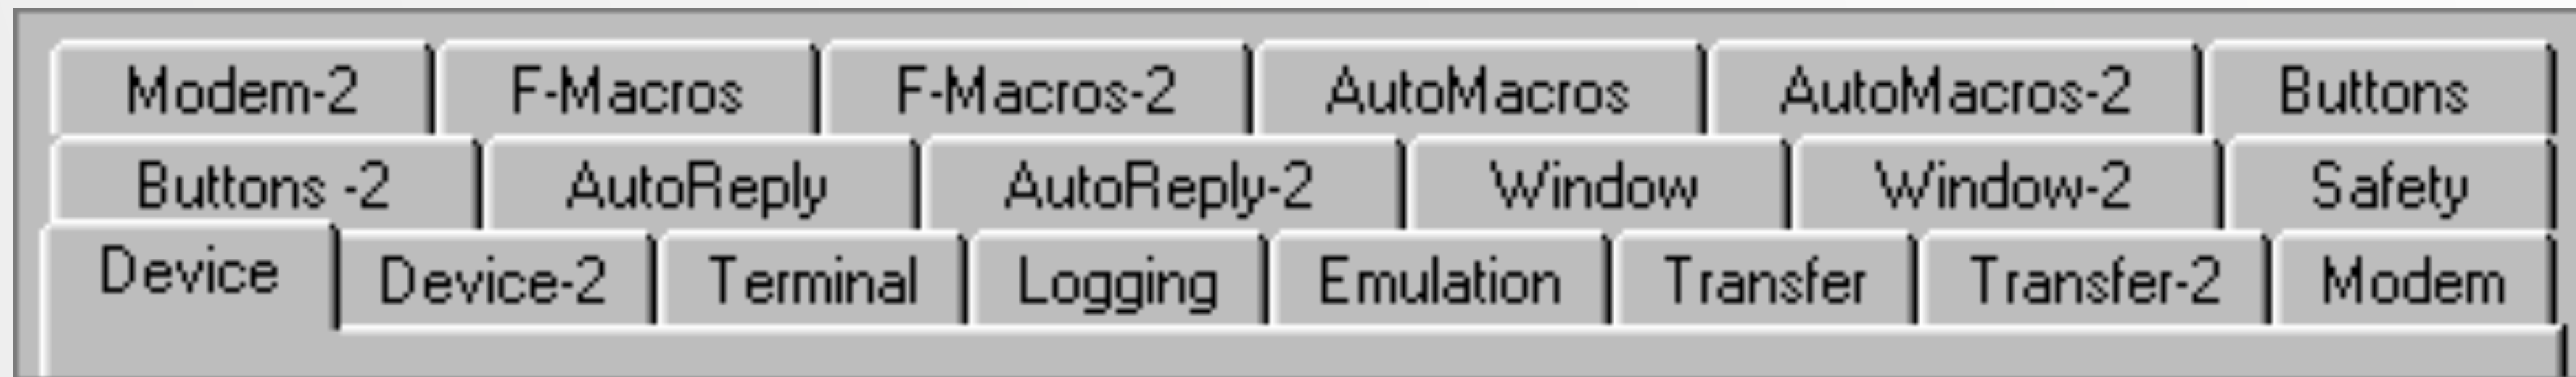 Modem-2 F-Macros F-Macros-2 AutoMacros AutoMacros-2 Buttons
Buttons -2 AutoReply AutoReply-2 Window Window-2 Safety
Device Device-2 Terminal Logging Emulation Transfer Transfer-2 Modem